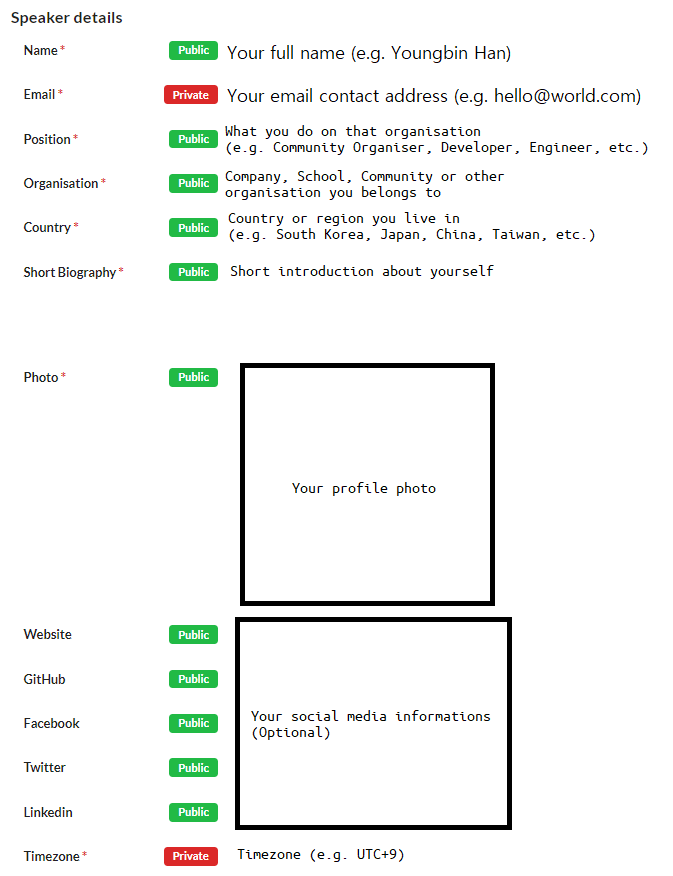 Speaker details
Name * Public Your full name (e.g. Youngbin Han)
Email * Private Your email contact address (e.g. hello@world.com)
Position * Public What you do on that organisation
(e.g. Community Organiser, Developer, Engineer, etc.)
Organisation * Public Company, School, Community or other
organisation you belongs to
Country * Public Country or region you live in
(e.g. South Korea, Japan, China, Taiwan, etc.)
Short Biography * Public Short introduction about yourself
Photo * Public
Your profile photo
Website Public
GitHub Public
Facebook Public
Your social media informations
(Optional)
Twitter Public
Linkedin Public
Timezone * Private Timezone (e.g. UTC+9)